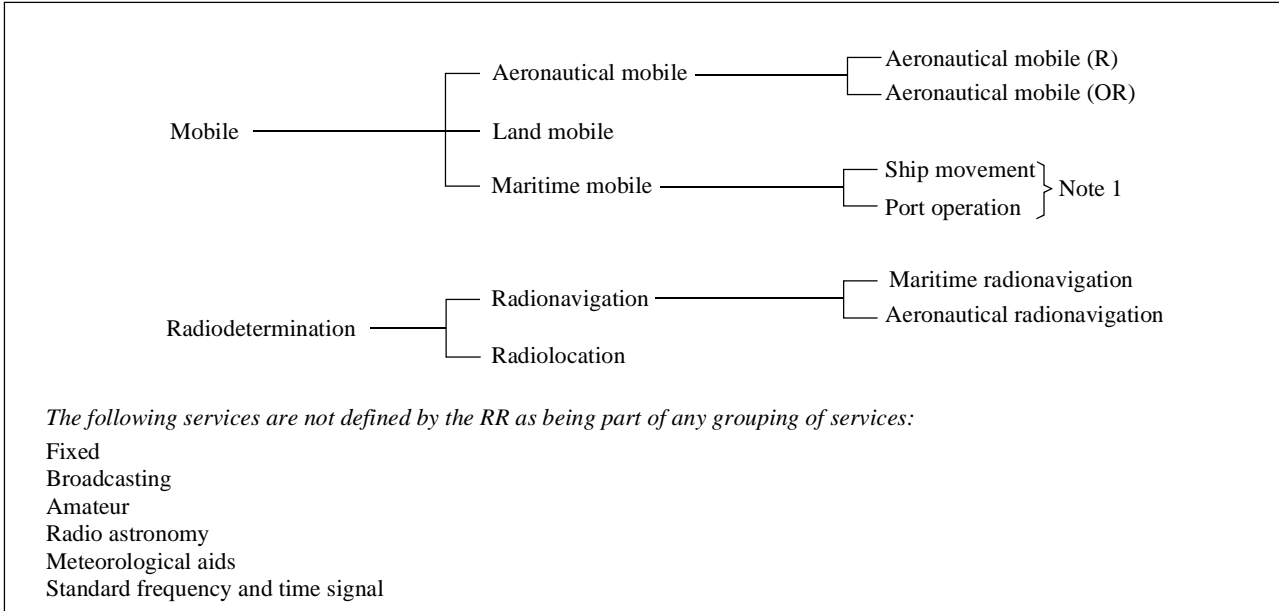 Aeronautical mobile (R)
Aeronautical mobile
Aeronautical mobile (OR)
Mobile
Land mobile
Ship movement
Maritime mobile
Note 1
Port operation
Maritime radionavigation
Radionavigation
Aeronautical radionavigation
Radiodetermination
Radiolocation
The following services are not defined by the RR as being part of any grouping of services:
Fixed
Broadcasting
Amateur
Radio astronomy
Meteorological aids
Standard frequency and time signal